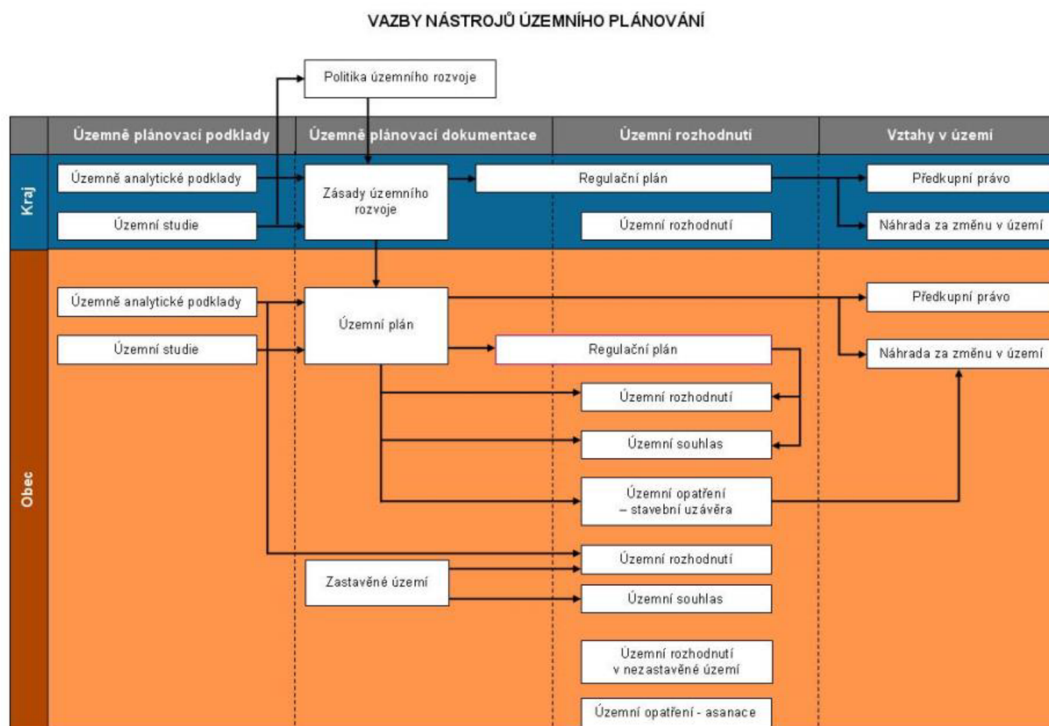 VAZBY NÁSTROJŮ ÚZEMNÍHO PLÁNOVÁNÍ
Politika územního rozvoje
Územně plánovací podklady
Územně plánovací dokumentace
Územní rozhodnutí
Vztahy v území
Kraj
Územně analytické podklady
Zásady územního
rozvoje
Regulační plán
Předkupní právo
Územní studie
Územní rozhodnutí
Náhrada za změnu v území
Obec
Územně analytické podklady
Územní plán
Předkupní právo
Územní studie
Regulační plán
Náhrada za změnu v území
Územní rozhodnutí
Územní souhlas
Územní opatření
– stavební uzávěra
Územní rozhodnutí
Zastavěné území
Územní souhlas
Územní rozhodnutí
v nezastavěné území
Územní opatření - asanace